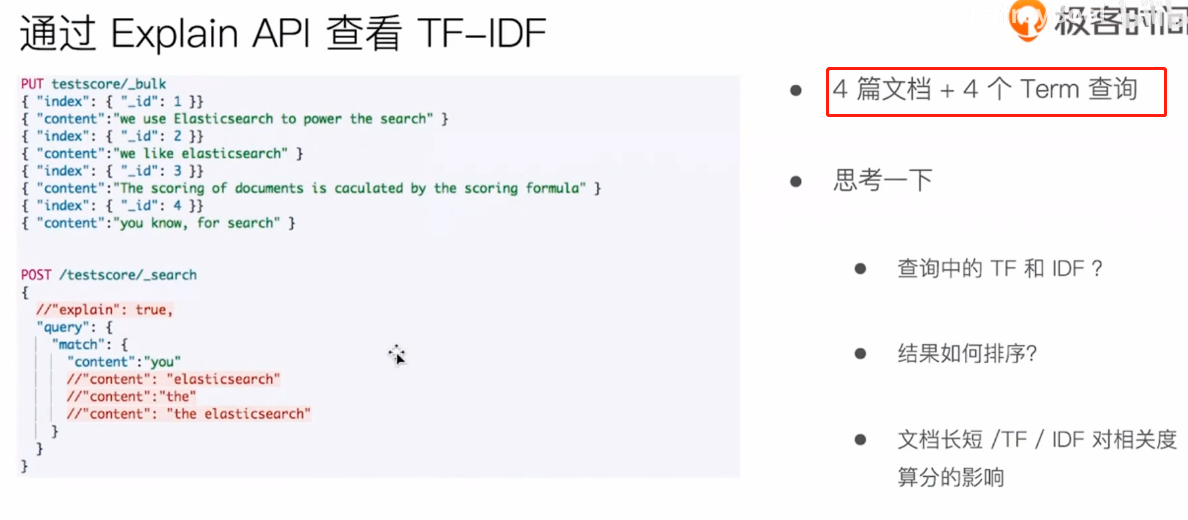 通过 Explain API 查看 TF-IDF
极客时间
PUT testscore/_bulk
{ "index": { "_id": 1 }}
{ "content":"we use Elasticsearch to power the search" }
{ "index": { "_id": 2 }}
{ "content":"we like elasticsearch" }
{ "index": { "_id": 3 }}
{ "content":"The scoring of documents is caculated by the scoring formula" }
{ "index": { "_id": 4 }}
{ "content":"you know, for search" }
POST /testscore/_search
{
//"explain": true,
"query": {
"match": {
"content":"you"
//"content": "elasticsearch"
//"content":"the"
//"content": "the elasticsearch"
}
}
}
4 篇文档 + 4 个 Term 查询
思考一下
查询中的 TF 和 IDF ?
结果如何排序?
文档长短 /TF / IDF 对相关度
算分的影响